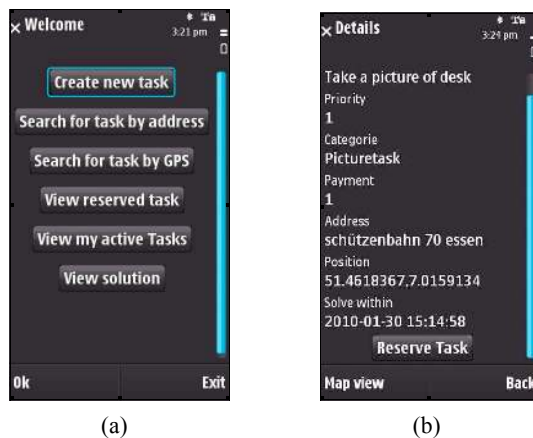 Welcome
3:21 pm
Create new task
Search for task by address
Search for task by GPS
View reserved task
View my active Tasks
View solution
Ok Exit
(a)
Details
3:24 pm
Take a picture of desk
Priority
1
Categorie
Picturetask
Payment
1
Address
schützenbahn 70 essen
Position
51.4618367,7.0159134
Solve within
2010-01-30 15:14:58
Reserve Task
Map view Back
(b)